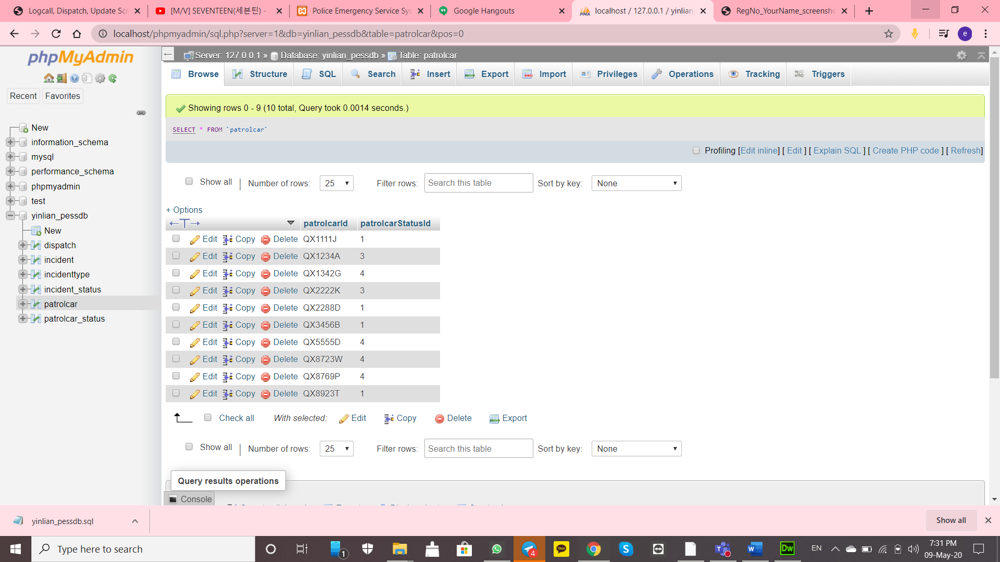 Logcall, Dispatch, Update Scr
[M/V] SEVENTEEN(세븐틴) -
Police Emergency Service Sys
Google Hangouts
localhost / 127.0.0.1 / yinlian_
RegNo_YourName_screensho
localhost/phpmyadmin/sql.php?server=1&db=yinlian_pessdb&table=patrolcar&pos=0
e
phpMyAdmin
Recent
Favorites
New
information_schema
mysql
performance_schema
phpmyadmin
test
yinlian_pessdb
New
dispatch
incident
incidenttype
incident_status
patrolcar
patrolcar_status
Server: 127.0.0.1 » Database: yinlian_pessdb » Table: patrolcar
Browse Structure SQL Search Insert Export Import Privileges Operations Tracking Triggers
Showing rows 0 - 9 (10 total, Query took 0.0014 seconds.)
SELECT * FROM `patrolcar`
Profiling [Edit inline] [ Edit ] [ Explain SQL ] [ Create PHP code ] [ Refresh]
Show all | Number of rows: 25 Filter rows: Search this table Sort by key: None
+ Options
patrolcarId patrolcarStatusId
Edit Copy Delete QX1111J 1
Edit Copy Delete QX1234A 3
Edit Copy Delete QX1342G 4
Edit Copy Delete QX2222K 3
Edit Copy Delete QX2288D 1
Edit Copy Delete QX3456B 1
Edit Copy Delete QX5555D 4
Edit Copy Delete QX8723W 4
Edit Copy Delete QX8769P 4
Edit Copy Delete QX8923T 1
Check all With selected: Edit Copy Delete Export
Show all | Number of rows: 25 Filter rows: Search this table Sort by key: None
Query results operations
Console
yinlian_pessdb.sql
Show all
Type here to search
1
4
TALK
Dw
EN
7:31 PM
09-May-20